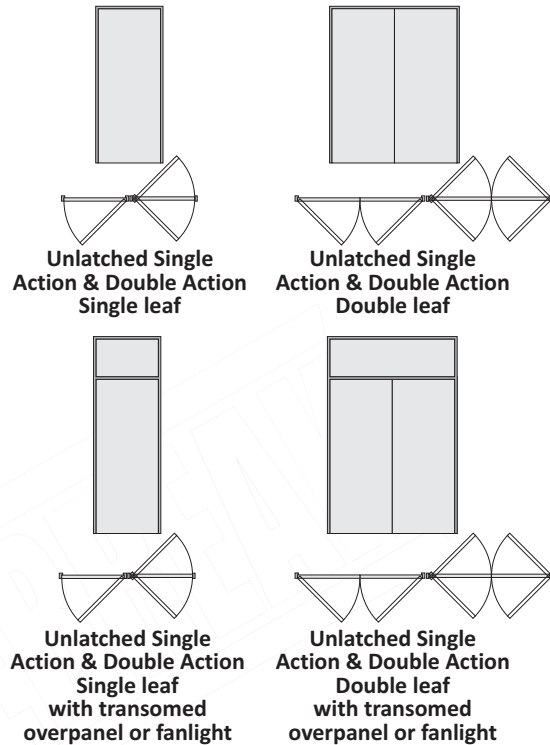 Unlatched Single
Action & Double Action
Single leaf
Unlatched Single
Action & Double Action
Double leaf
Unlatched Single
Action & Double Action
Single leaf
with transomed
overpanel or fanlight
Unlatched Single
Action & Double Action
Double leaf
with transomed
overpanel or fanlight